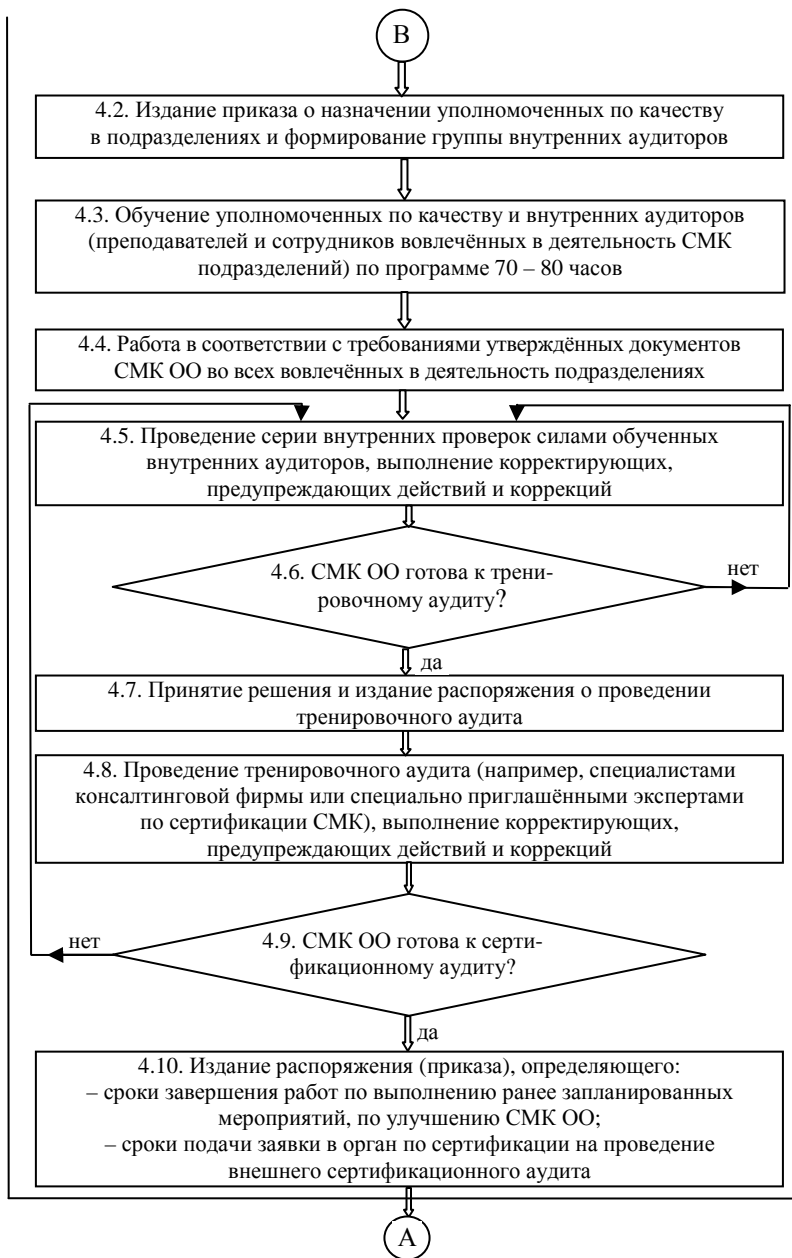 В
4.2. Издание приказа о назначении уполномоченных по качеству
в подразделениях и формирование группы внутренних аудиторов
4.3. Обучение уполномоченных по качеству и внутренних аудиторов
(преподавателей и сотрудников вовлечённых в деятельность СМК
подразделений) по программе 70 – 80 часов
4.4. Работа в соответствии с требованиями утверждённых документов
СМК ОО во всех вовлечённых в деятельность подразделениях
4.5. Проведение серии внутренних проверок силами обученных
внутренних аудиторов, выполнение корректирующих,
предупреждающих действий и коррекций
4.6. СМК ОО готова к трени-
ровочному аудиту?
нет
да
4.7. Принятие решения и издание распоряжения о проведении
тренировочного аудита
4.8. Проведение тренировочного аудита (например, специалистами
консалтинговой фирмы или специально приглашёнными экспертами
по сертификации СМК), выполнение корректирующих,
предупреждающих действий и коррекций
нет
4.9. СМК ОО готова к серти-
фикационному аудиту?
да
4.10. Издание распоряжения (приказа), определяющего:
– сроки завершения работ по выполнению ранее запланированных
мероприятий, по улучшению СМК ОО;
– сроки подачи заявки в орган по сертификации на проведение
внешнего сертификационного аудита
А